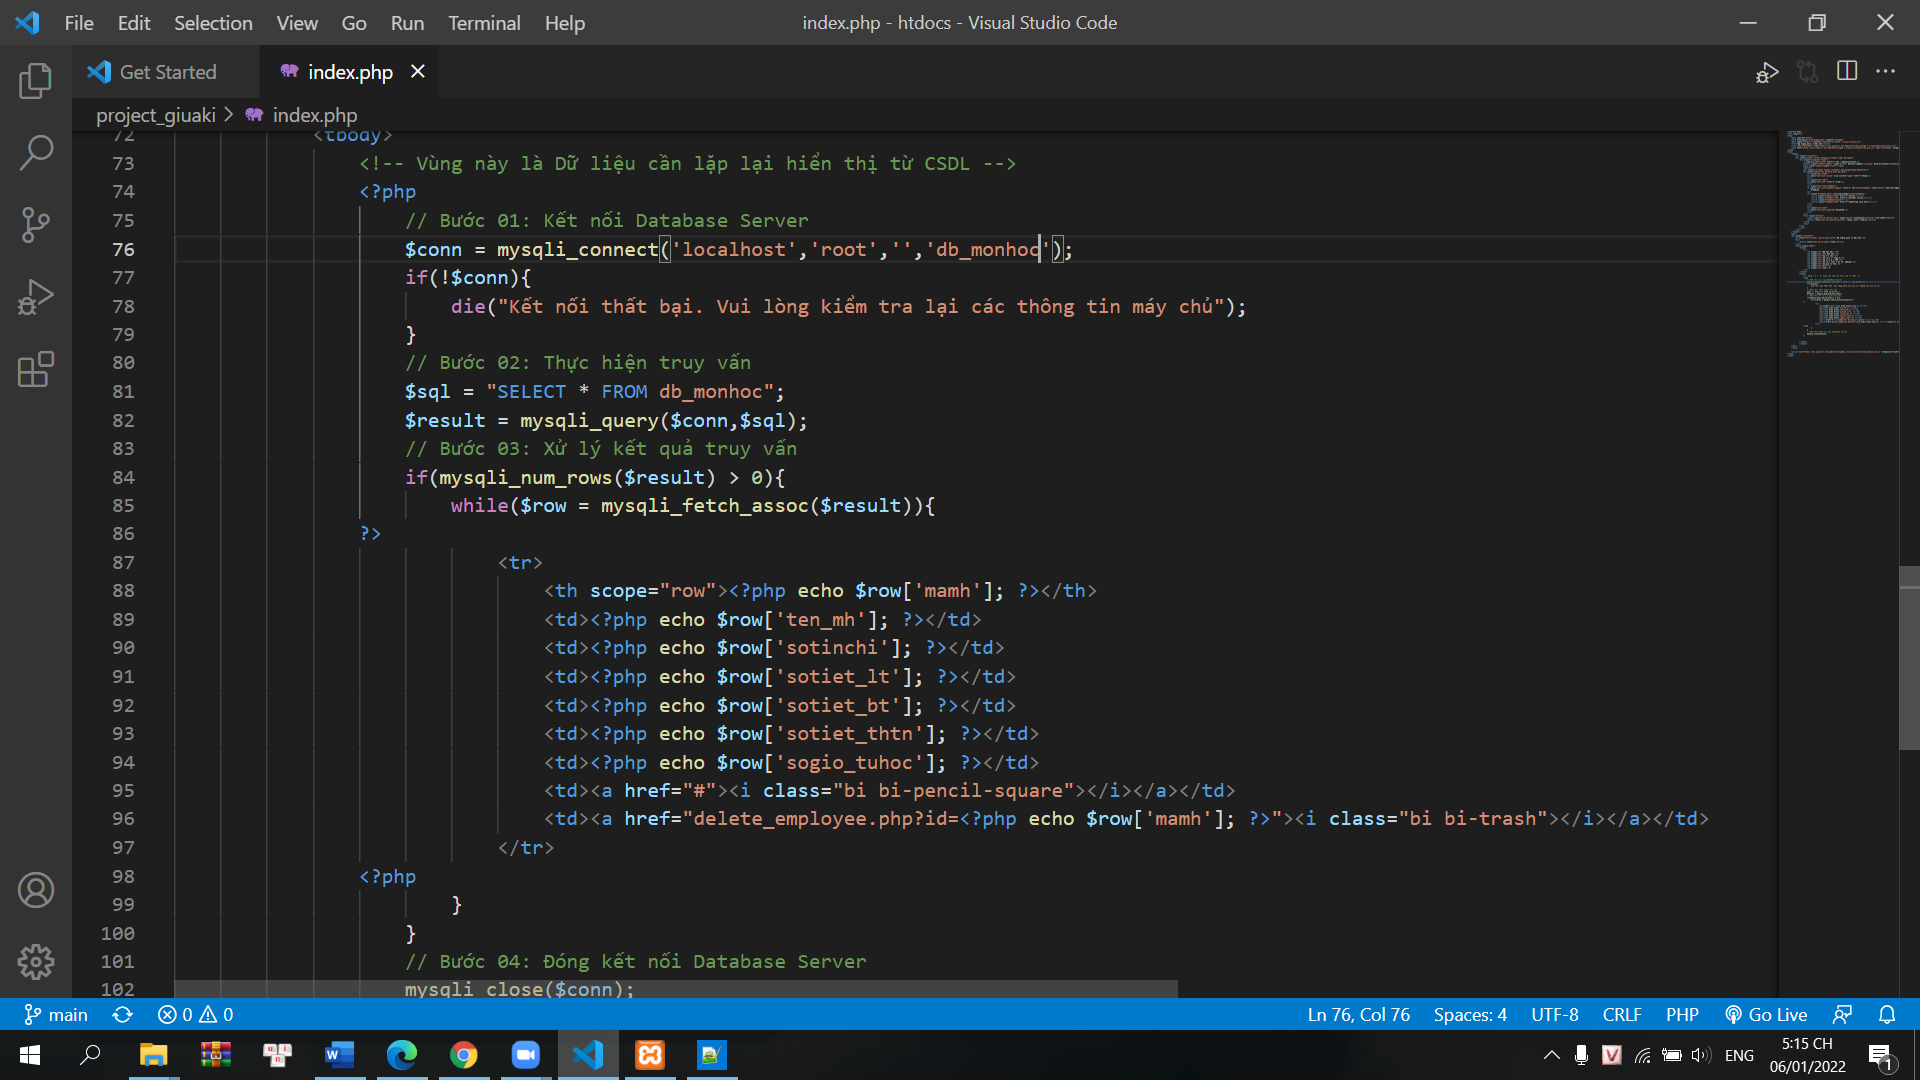 File Edit Selection View Go Run Terminal Help
index.php - htdocs - Visual Studio Code
Get Started
index.php
project_giuaki > index.php
72 <tbody>
73 <!-- Vùng này là Dữ liệu cần lặp lại hiển thị từ CSDL -->
74 <?php
75 // Bước 01: Kết nối Database Server
76 $conn = mysqli_connect('localhost','root','','db_monhoc');
77 if(!$conn){
78 die("Kết nối thất bại. Vui lòng kiểm tra lại các thông tin máy chủ");
79 }
80 // Bước 02: Thực hiện truy vấn
81 $sql = "SELECT * FROM db_monhoc";
82 $result = mysqli_query($conn,$sql);
83 // Bước 03: Xử lý kết quả truy vấn
84 if(mysqli_num_rows($result) > 0){
85 while($row = mysqli_fetch_assoc($result)){
86 ?>
87 <tr>
88 <th scope="row"><?php echo $row['mamh']; ?></th>
89 <td><?php echo $row['ten_mh']; ?></td>
90 <td><?php echo $row['sotinchi']; ?></td>
91 <td><?php echo $row['sotiet_lt']; ?></td>
92 <td><?php echo $row['sotiet_bt']; ?></td>
93 <td><?php echo $row['sotiet_thtn']; ?></td>
94 <td><?php echo $row['sogio_tuhoc']; ?></td>
95 <td><a href="#"><i class="bi bi-pencil-square"></i></a></td>
96 <td><a href="delete_employee.php?id=<?php echo $row['mamh']; ?>"><i class="bi bi-trash"></i></a></td>
97 </tr>
98 <?php
99 }
100 }
101 // Bước 04: Đóng kết nối Database Server
102 mysqli_close($conn);
main 0 0
Ln 76, Col 76 Spaces: 4 UTF-8 CRLF PHP Go Live
ENG
5:15 CH
06/01/2022
1